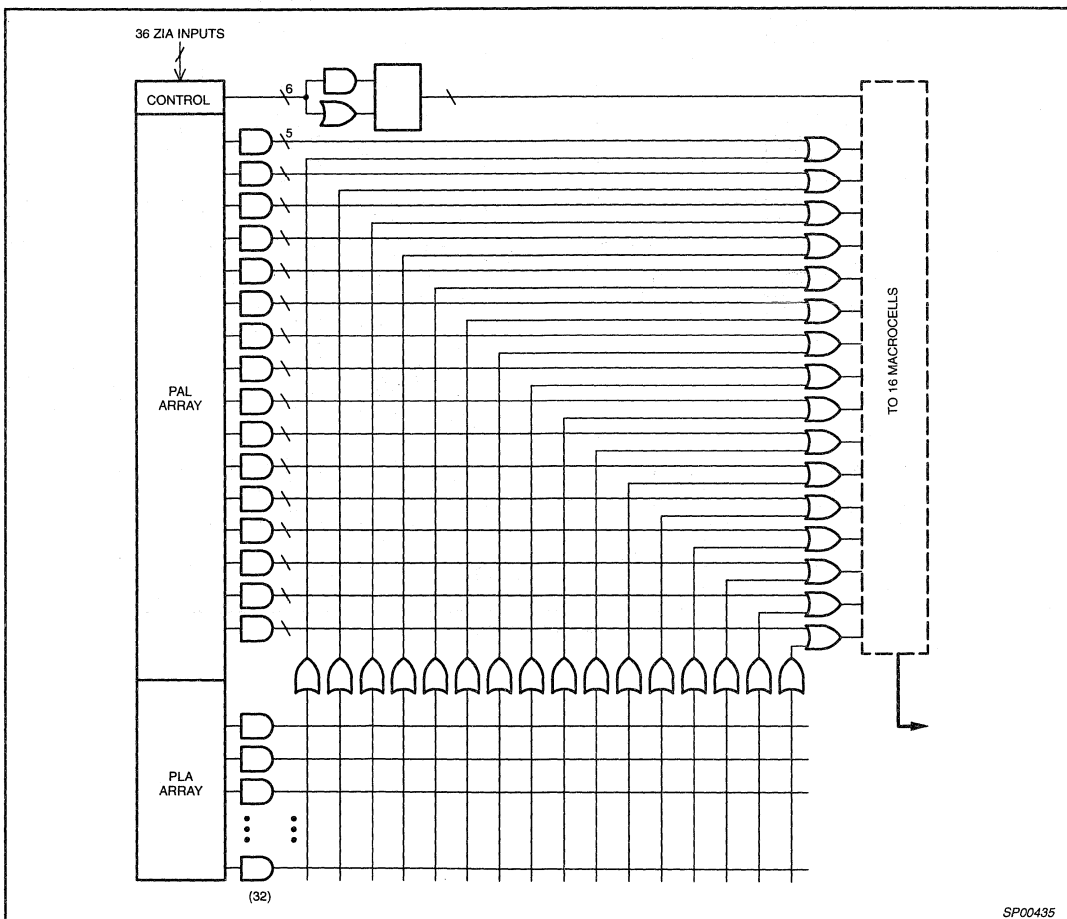 36 ZIA INPUTS
CONTROL
6
5
PAL
ARRAY
TO 16 MACROCELLS
PLA
ARRAY
(32)
SP00435